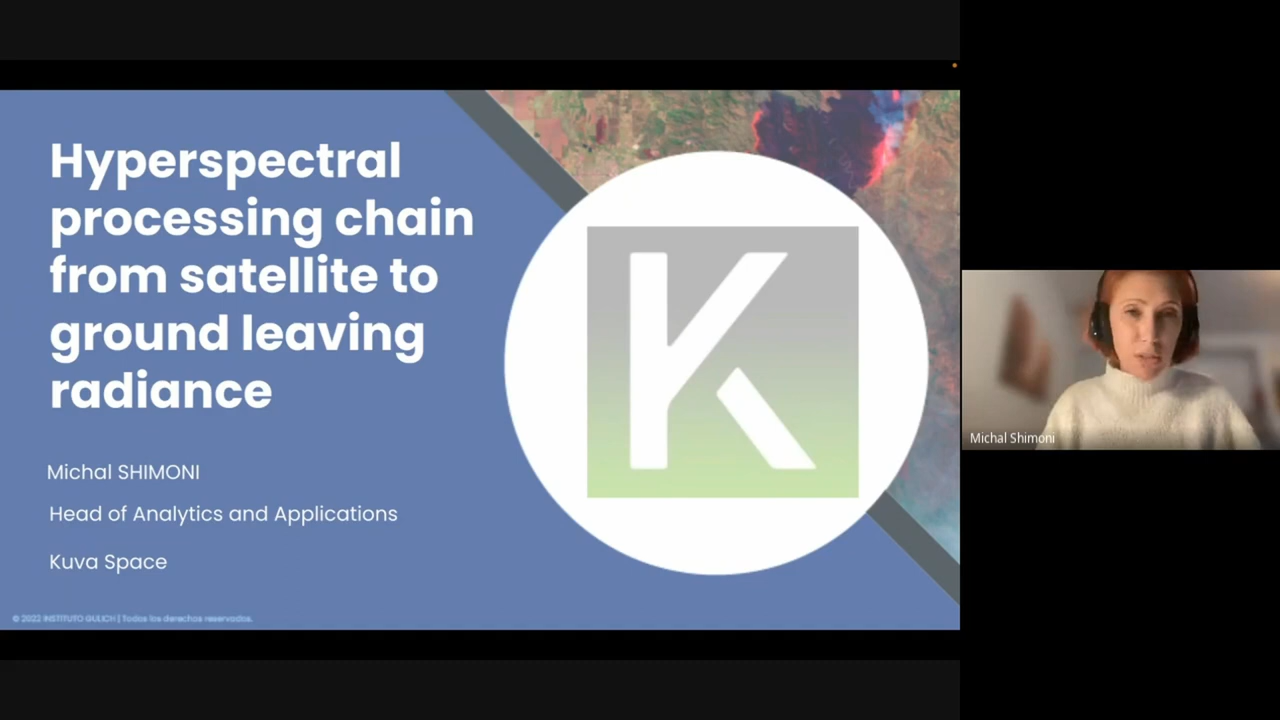 Hyperspectral
processing chain
from satellite to
ground leaving
radiance
K
Michal SHIMONI
Head of Analytics and Applications
Kuva Space
© 2022 INSTITUTO GULICH | Todos los derechos reservados.
Michal Shimoni